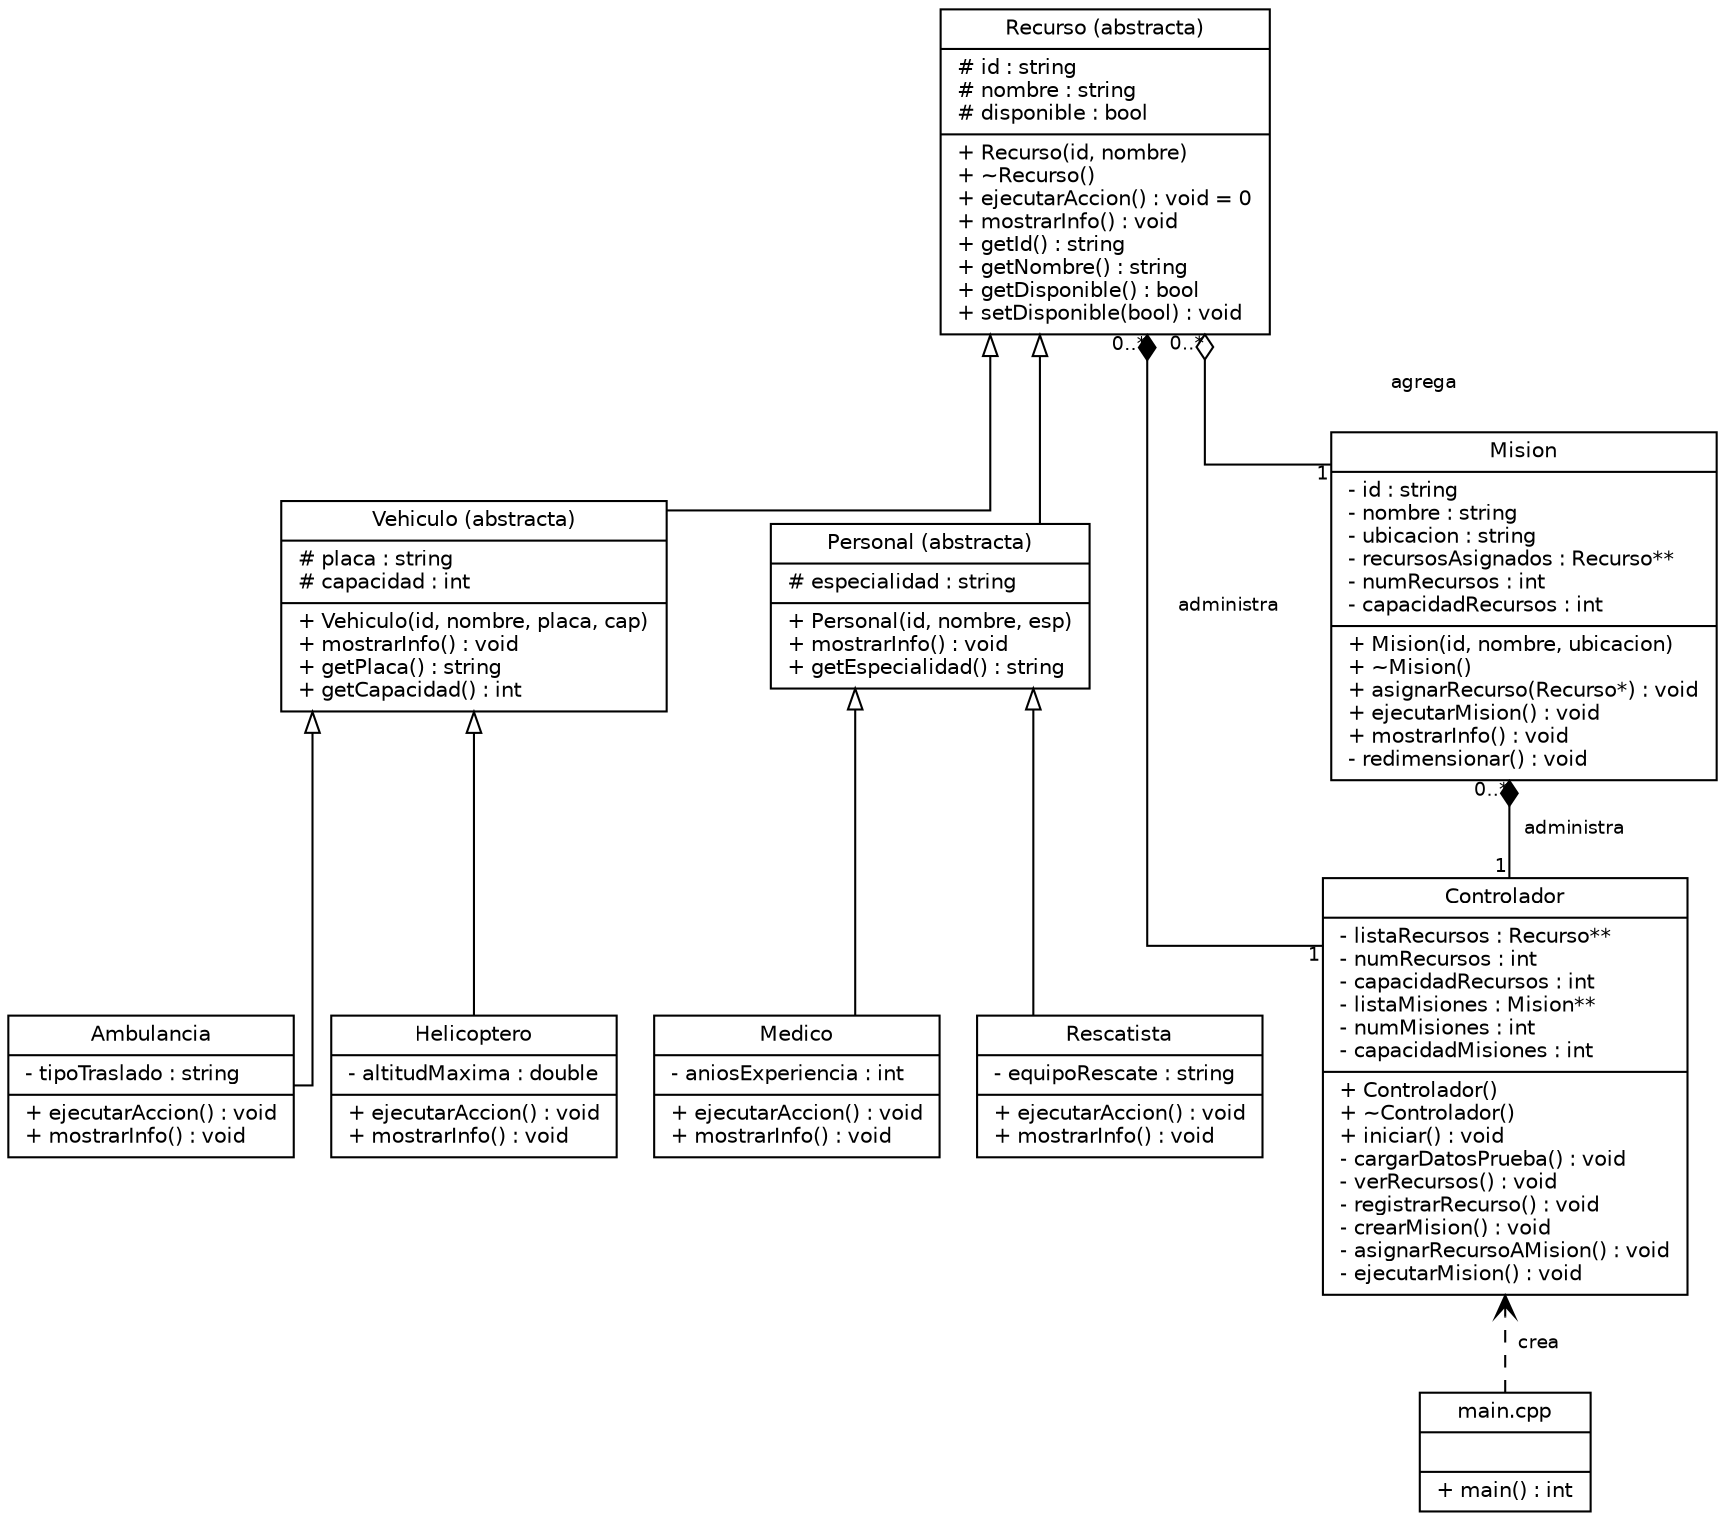 Recurso (abstracta)
# id : string
# nombre : string
# disponible : bool
+ Recurso(id, nombre)
+ ~Recurso()
+ ejecutarAccion() : void = 0
+ mostrarInfo() : void
+ getId() : string
+ getNombre() : string
+ getDisponible() : bool
+ setDisponible(bool) : void
0..*
0..*
agrega
1
administra
1
Mision
- id : string
- nombre : string
- ubicacion : string
- recursosAsignados : Recurso**
- numRecursos : int
- capacidadRecursos : int
+ Mision(id, nombre, ubicacion)
+ ~Mision()
+ asignarRecurso(Recurso*) : void
+ ejecutarMision() : void
+ mostrarInfo() : void
- redimensionar() : void
Vehiculo (abstracta)
# placa : string
# capacidad : int
+ Vehiculo(id, nombre, placa, cap)
+ mostrarInfo() : void
+ getPlaca() : string
+ getCapacidad() : int
Personal (abstracta)
# especialidad : string
+ Personal(id, nombre, esp)
+ mostrarInfo() : void
+ getEspecialidad() : string
0..*
administra
1
Controlador
- listaRecursos : Recurso**
- numRecursos : int
- capacidadRecursos : int
- listaMisiones : Mision**
- numMisiones : int
- capacidadMisiones : int
+ Controlador()
+ ~Controlador()
+ iniciar() : void
- cargarDatosPrueba() : void
- verRecursos() : void
- registrarRecurso() : void
- crearMision() : void
- asignarRecursoAMision() : void
- ejecutarMision() : void
Ambulancia
- tipoTraslado : string
+ ejecutarAccion() : void
+ mostrarInfo() : void
Helicoptero
- altitudMaxima : double
+ ejecutarAccion() : void
+ mostrarInfo() : void
Medico
- aniosExperiencia : int
+ ejecutarAccion() : void
+ mostrarInfo() : void
Rescatista
- equipoRescate : string
+ ejecutarAccion() : void
+ mostrarInfo() : void
crea
main.cpp
+ main() : int